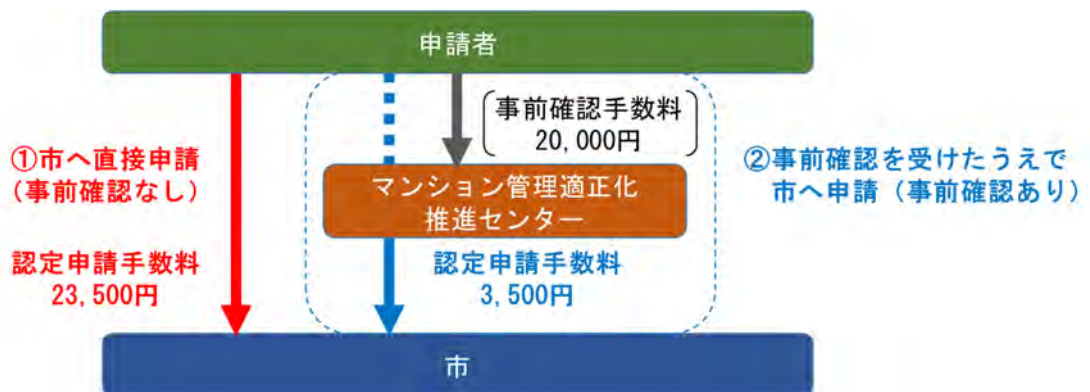 申請者
事前確認手数料
20,000円
①市へ直接申請
（事前確認なし）
②事前確認を受けたうえで
市へ申請（事前確認あり）
マンション管理適正化
推進センター
認定申請手数料
23,500円
認定申請手数料
3,500円
市